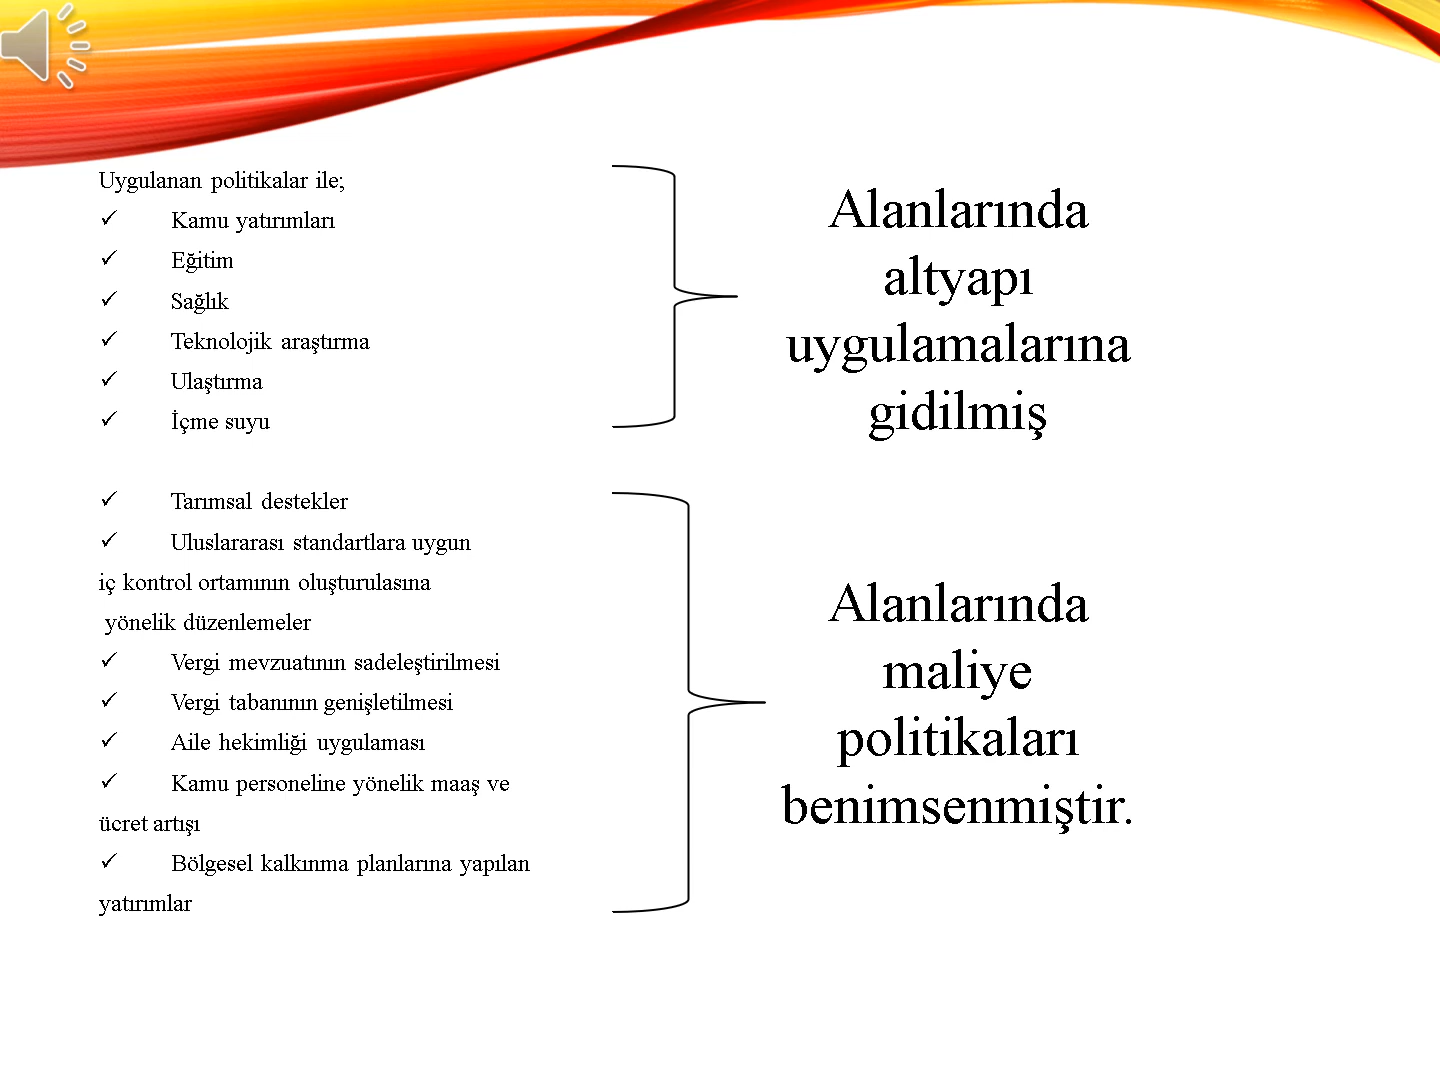 Uygulanan politikalar ile;
✓ Kamu yatırımları
✓ Eğitim
✓ Sağlık
✓ Teknolojik araştırma
✓ Ulaştırma
✓ İçme suyu
Alanlarında
altyapı
uygulamalarına
gidilmiş
✓ Tarımsal destekler
✓ Uluslararası standartlara uygun
iç kontrol ortamının oluşturulasına
yönelik düzenlemeler
✓ Vergi mevzuatının sadeleştirilmesi
✓ Vergi tabanının genişletilmesi
✓ Aile hekimliği uygulaması
✓ Kamu personeline yönelik maaş ve
ücret artışı
✓ Bölgesel kalkınma planlarına yapılan
yatırımlar
Alanlarında
maliye
politikaları
benimsenmiştir.